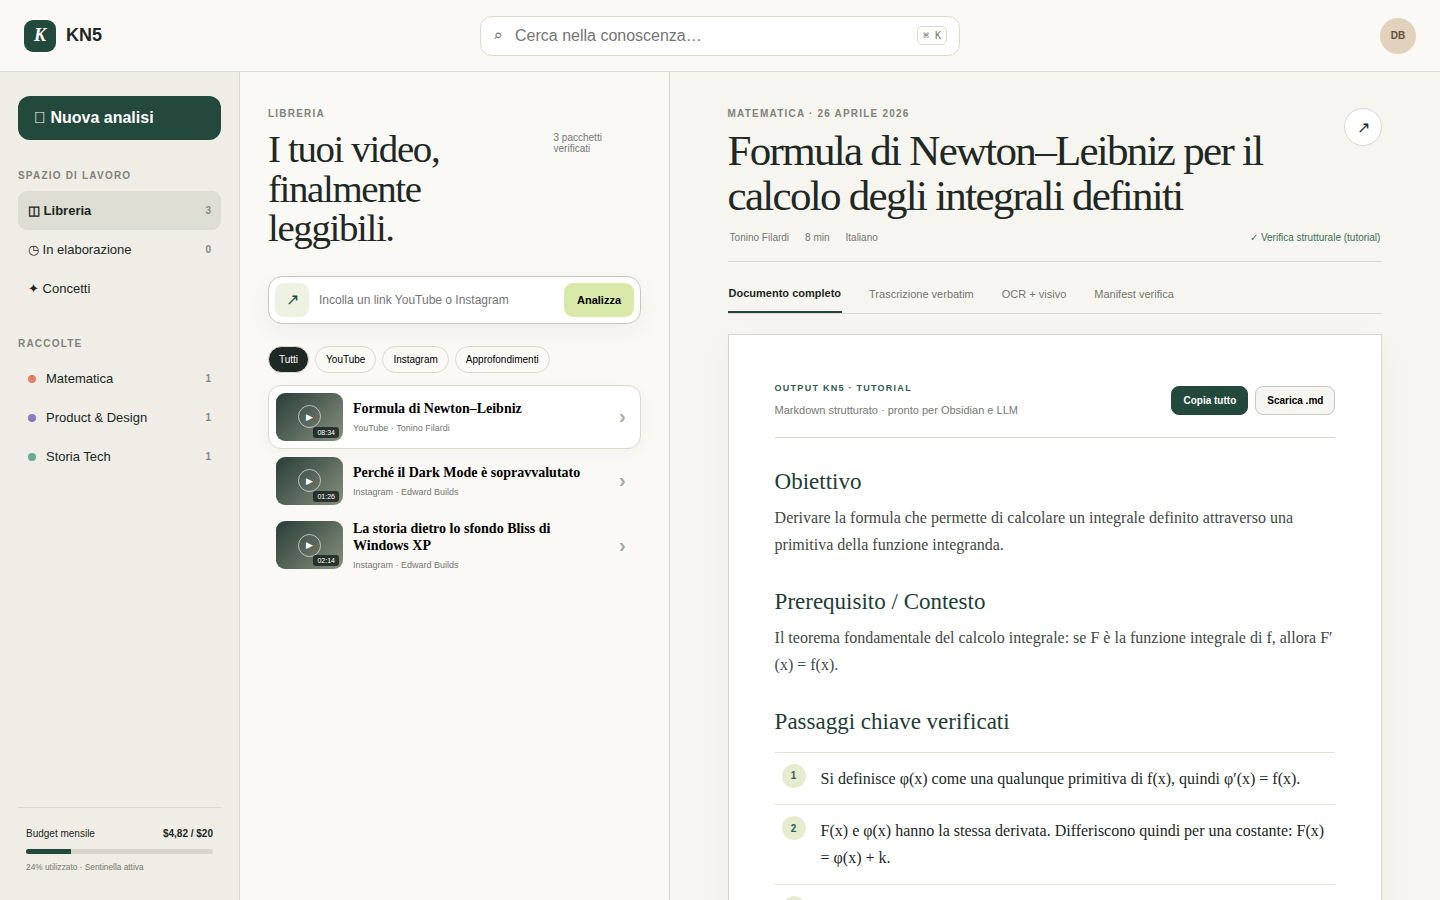 K KN5
Cerca nella conoscenza…
⌘ K
DB
Nuova analisi
SPAZIO DI LAVORO
Libreria 3
In elaborazione 0
Concetti
RACCOLTE
Matematica 1
Product & Design 1
Storia Tech 1
Budget mensile $4,82 / $20
24% utilizzato · Sentinella attiva
LIBRERIA
I tuoi video,
finalmente
leggibili.
3 pacchetti
verificati
Incolla un link YouTube o Instagram
Analizza
Tutti YouTube Instagram Approfondimenti
08:34
Formula di Newton–Leibniz
YouTube · Tonino Filardi
01:26
Perché il Dark Mode è sopravvalutato
Instagram · Edward Builds
02:14
La storia dietro lo sfondo Bliss di
Windows XP
Instagram · Edward Builds
MATEMATICA · 26 APRILE 2026
Formula di Newton–Leibniz per il
calcolo degli integrali definiti
Tonino Filardi 8 min Italiano
✓ Verifica strutturale (tutorial)
Documento completo Trascrizione verbatim OCR + visivo Manifest verifica
OUTPUT KN5 · TUTORIAL
Markdown strutturato · pronto per Obsidian e LLM
Copia tutto Scarica .md
Obiettivo
Derivare la formula che permette di calcolare un integrale definito attraverso una
primitiva della funzione integranda.
Prerequisito / Contesto
Il teorema fondamentale del calcolo integrale: se F è la funzione integrale di f, allora F′
(x) = f(x).
Passaggi chiave verificati
1 Si definisce φ(x) come una qualunque primitiva di f(x), quindi φ′(x) = f(x).
2 F(x) e φ(x) hanno la stessa derivata. Differiscono quindi per una costante: F(x)
= φ(x) + k.